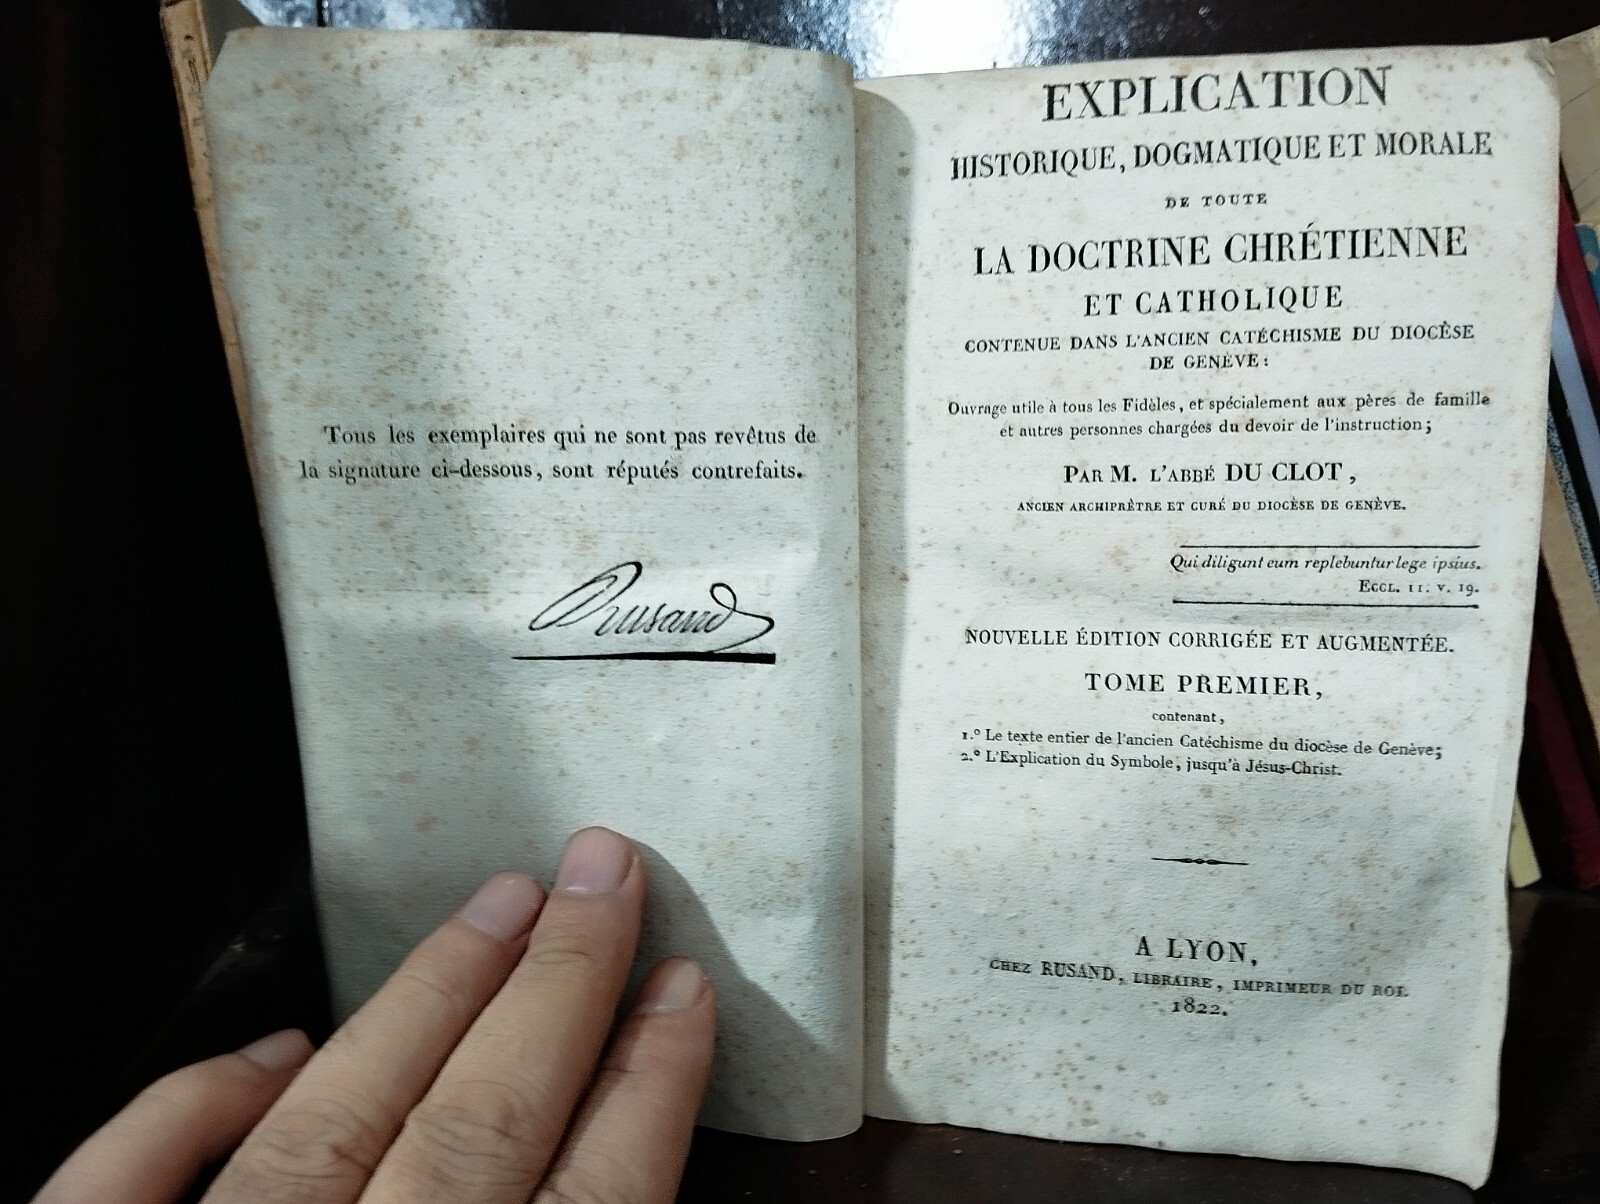 Tous les exemplaires qui ne sont pas revêtus de
la signature ci-dessous, sont réputés contrefaits.
Rusand
EXPLICATION
HISTORIQUE, DOGMATIQUE ET MORALE
DE TOUTE
LA DOCTRINE CHRÉTIENNE
ET CATHOLIQUE
CONTENUE DANS L'ANCIEN CATÉCHISME DU DIOCÈSE
DE GENÈVE:
Ouvrage utile à tous les Fidèles, et spécialement aux pères de famille
et autres personnes chargées du devoir de l'instruction;
PAR M. L'ABBÉ DU CLOT,
ANCIEN ARCHIPRÊTRE ET CURÉ DU DIOCÈSE DE GENÈVE.
Qui diligunt eum replebuntur lege ipsius.
ECCL. II. v. 19.
NOUVELLE ÉDITION CORRIGÉE ET AUGMENTÉE.
TOME PREMIER,
contenant,
1.º Le texte entier de l'ancien Catéchisme du diocèse de Genève;
2.º L'Explication du Symbole, jusqu'à Jésus-Christ.
A LYON,
CHEZ RUSAND, LIBRAIRE, IMPRIMEUR DU ROI.
1822.